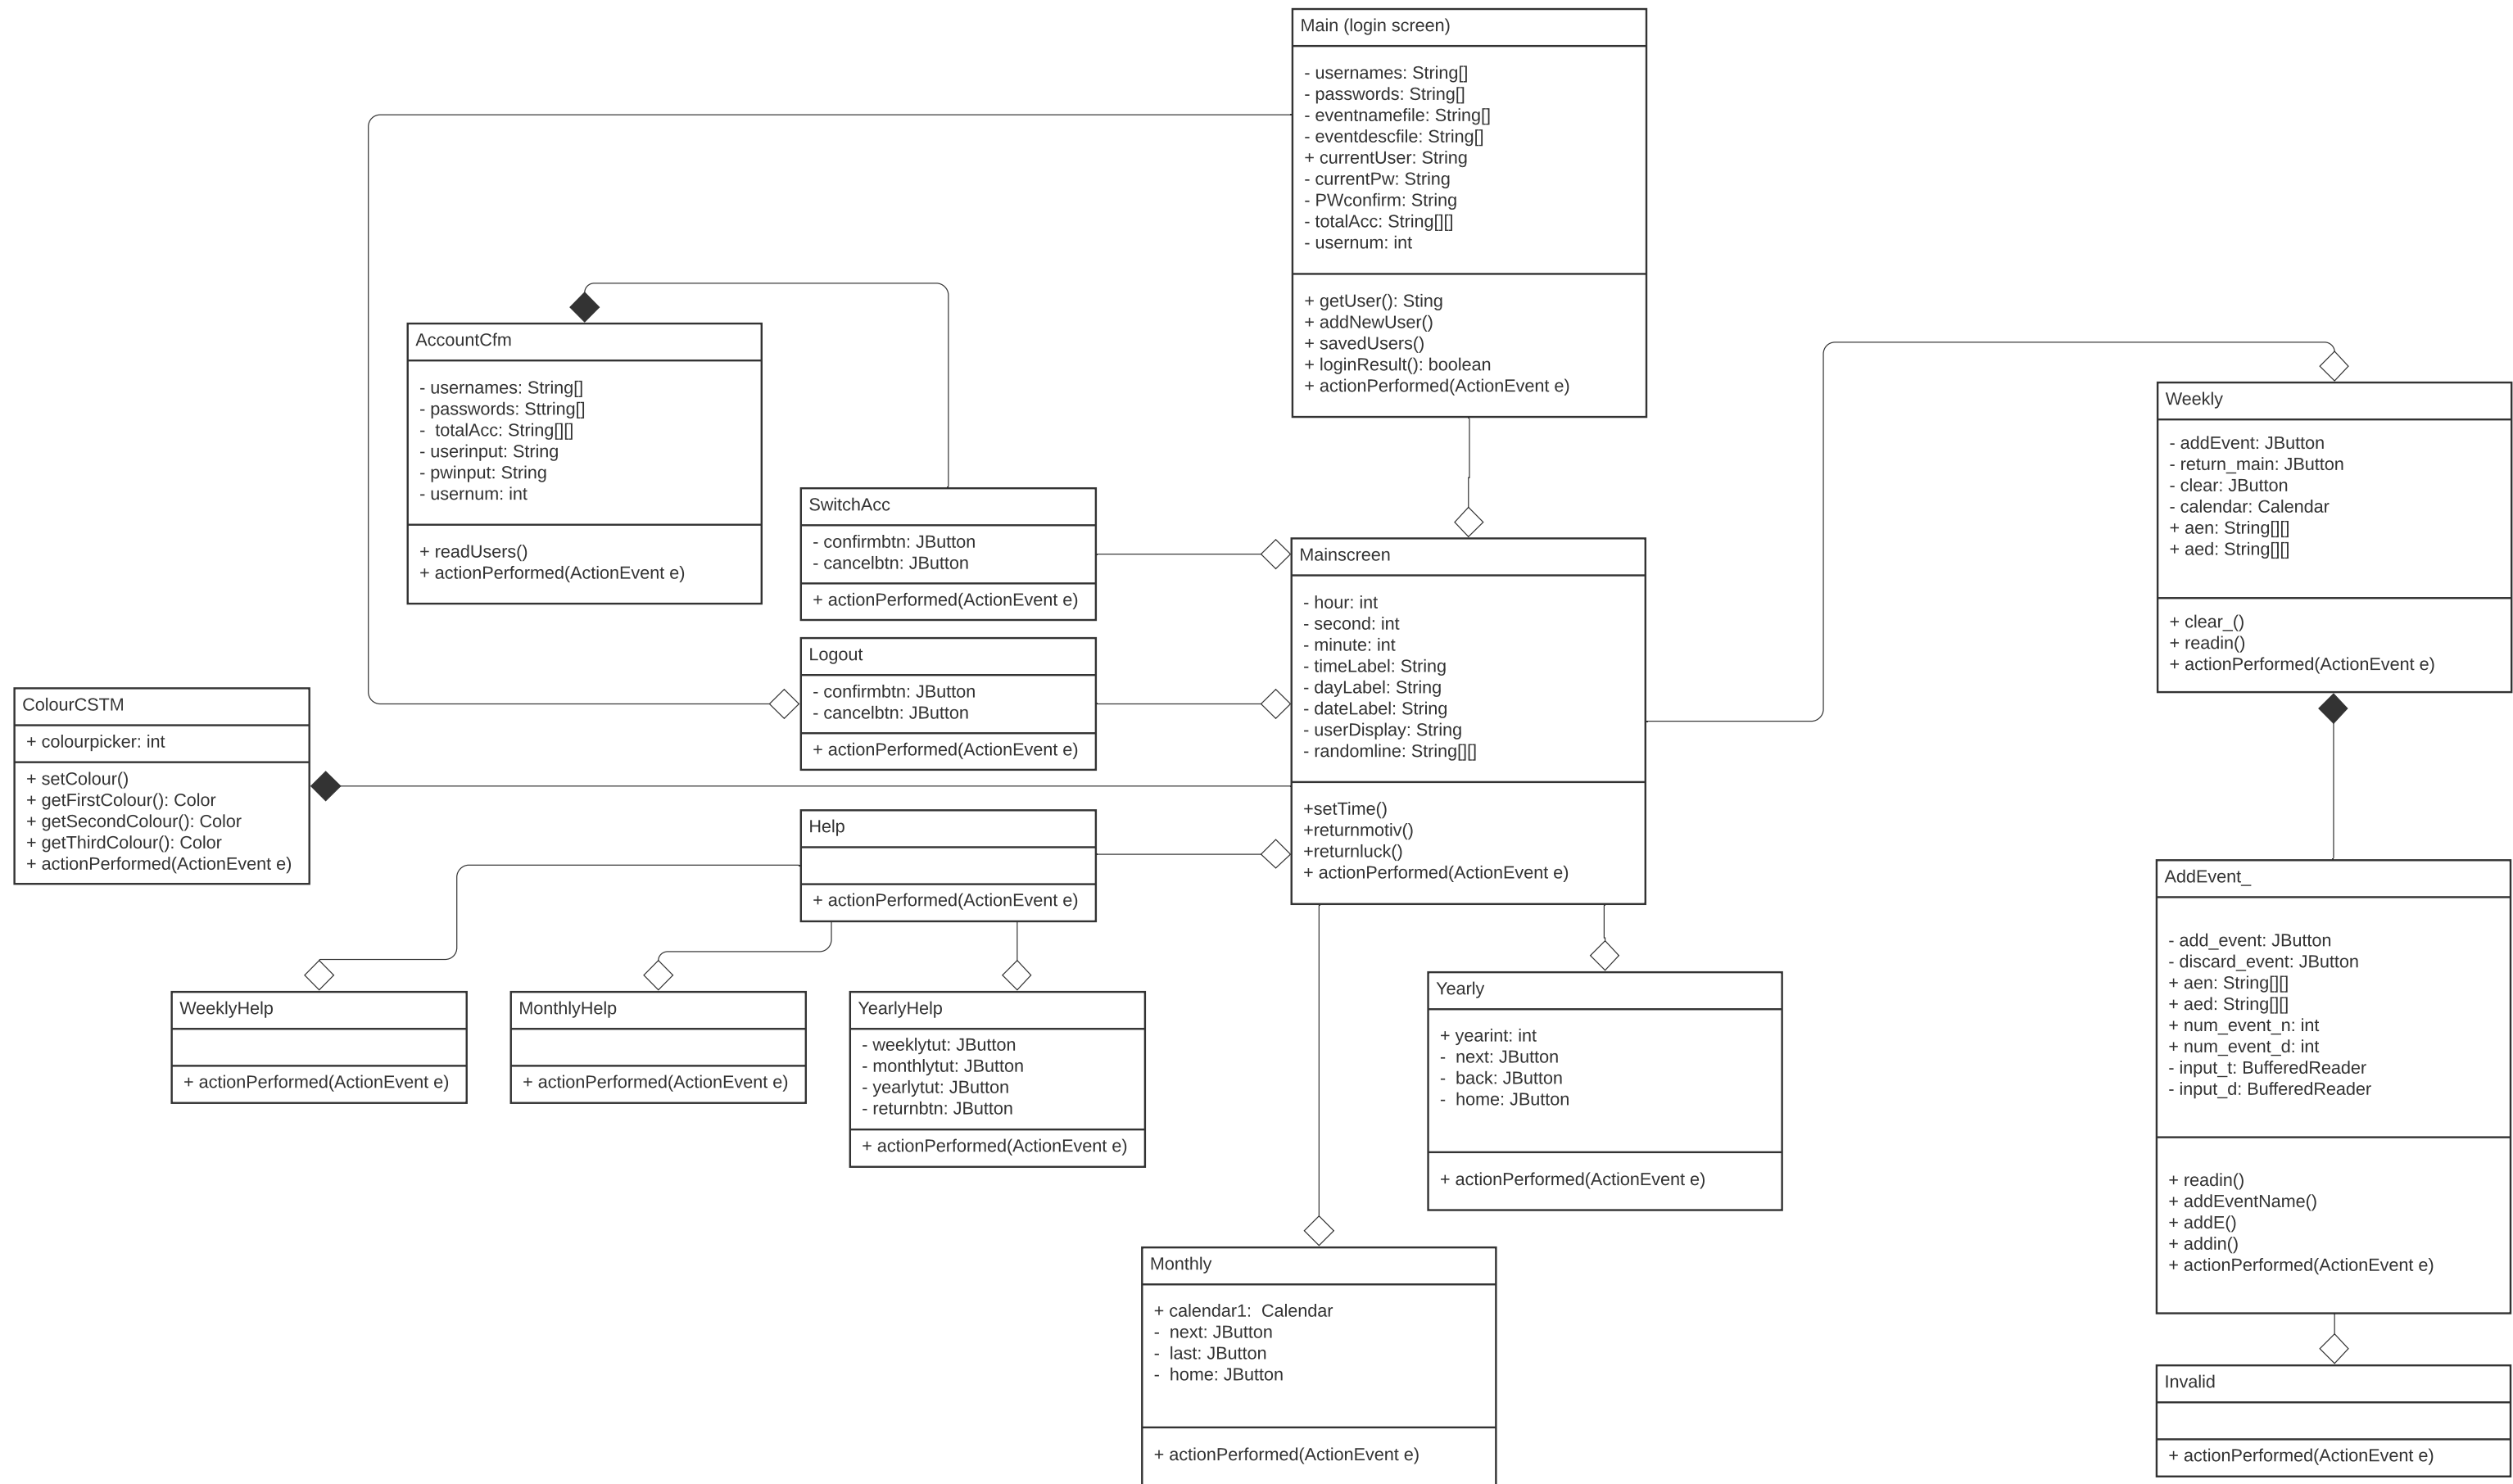 Main (login screen)
- usernames: String[]
- passwords: String[]
- eventnamefile: String[]
- eventdescfile: String[]
+ currentUser: String
- currentPw: String
- PWconfirm: String
- totalAcc: String[][]
- usernum: int
+ getUser(): Sting
+ addNewUser()
+ savedUsers()
+ loginResult(): boolean
+ actionPerformed(ActionEvent e)
AccountCfm
- usernames: String[]
- passwords: Sttring[]
-  totalAcc: String[][]
- userinput: String
- pwinput: String
- usernum: int
+ readUsers()
+ actionPerformed(ActionEvent e)
Weekly
- addEvent: JButton
- return_main: JButton
- clear: JButton
- calendar: Calendar
+ aen: String[][]
+ aed: String[][]
+ clear_()
+ readin()
+ actionPerformed(ActionEvent e)
SwitchAcc
- confirmbtn: JButton
- cancelbtn: JButton
+ actionPerformed(ActionEvent e)
Mainscreen
- hour: int
- second: int
- minute: int
- timeLabel: String
- dayLabel: String
- dateLabel: String
- userDisplay: String
- randomline: String[][]
+setTime()
+returnmotiv()
+returnluck()
+ actionPerformed(ActionEvent e)
Logout
- confirmbtn: JButton
- cancelbtn: JButton
+ actionPerformed(ActionEvent e)
ColourCSTM
+ colourpicker: int
+ setColour()
+ getFirstColour(): Color
+ getSecondColour(): Color
+ getThirdColour(): Color
+ actionPerformed(ActionEvent e)
Help
+ actionPerformed(ActionEvent e)
AddEvent_
- add_event: JButton
- discard_event: JButton
+ aen: String[][]
+ aed: String[][]
+ num_event_n: int
+ num_event_d: int
- input_t: BufferedReader
- input_d: BufferedReader
+ readin()
+ addEventName()
+ addE()
+ addin()
+ actionPerformed(ActionEvent e)
WeeklyHelp
+ actionPerformed(ActionEvent e)
MonthlyHelp
+ actionPerformed(ActionEvent e)
YearlyHelp
- weeklytut: JButton
- monthlytut: JButton
- yearlytut: JButton
- returnbtn: JButton
+ actionPerformed(ActionEvent e)
Yearly
+ yearint: int
-  next: JButton
-  back: JButton
-  home: JButton
+ actionPerformed(ActionEvent e)
Monthly
+ calendar1:  Calendar
-  next: JButton
-  last: JButton
-  home: JButton
+ actionPerformed(ActionEvent e)
Invalid
+ actionPerformed(ActionEvent e)